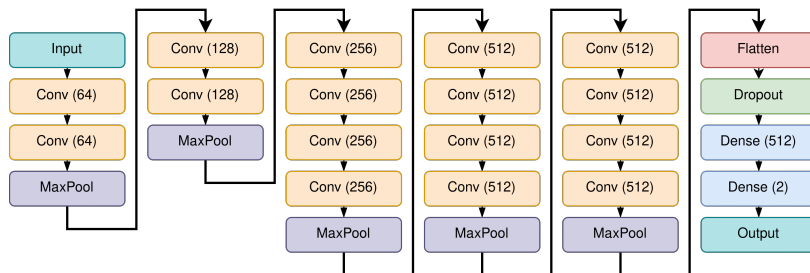 Input
Conv (64)
Conv (64)
MaxPool
Conv (128)
Conv (128)
MaxPool
Conv (256)
Conv (256)
Conv (256)
Conv (256)
MaxPool
Conv (512)
Conv (512)
Conv (512)
Conv (512)
MaxPool
Conv (512)
Conv (512)
Conv (512)
Conv (512)
MaxPool
Flatten
Dropout
Dense (512)
Dense (2)
Output